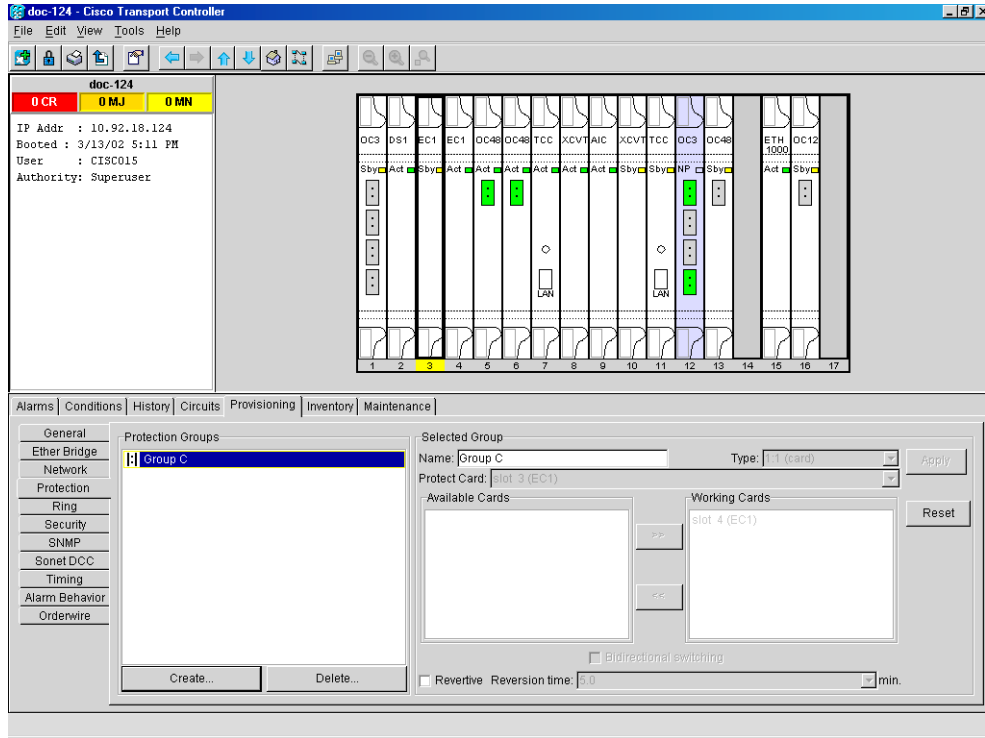 doc-124 - Cisco Transport Controller
File Edit View Tools Help
doc-124
0 CR 0 MJ 0 MN
IP Addr : 10.92.18.124
Booted : 3/13/02 5:11 PM
User : CISCO15
Authority: Superuser
OC3 DS1 EC1 EC1 OC48 OC48 TCC XCVT AIC XCVT TCC OC3 OC48 ETH 1000 OC12
Sby Act Sby Act Act Act Act Act Act Sby Sby NP Sby Act Sby
LAN LAN
1 2 3 4 5 6 7 8 9 10 11 12 13 14 15 16 17
Alarms Conditions History Circuits Provisioning Inventory Maintenance
General
Ether Bridge
Network
Protection
Ring
Security
SNMP
Sonet DCC
Timing
Alarm Behavior
Orderwire
Protection Groups
Group C
Create... Delete...
Selected Group
Name: Group C Type: 1:1 (card) Apply
Protect Card: slot 3 (EC1)
Available Cards Working Cards
slot 4 (EC1)
Reset
>>
<<
Bidirectional switching
Revertive Reversion time: 5.0 min.